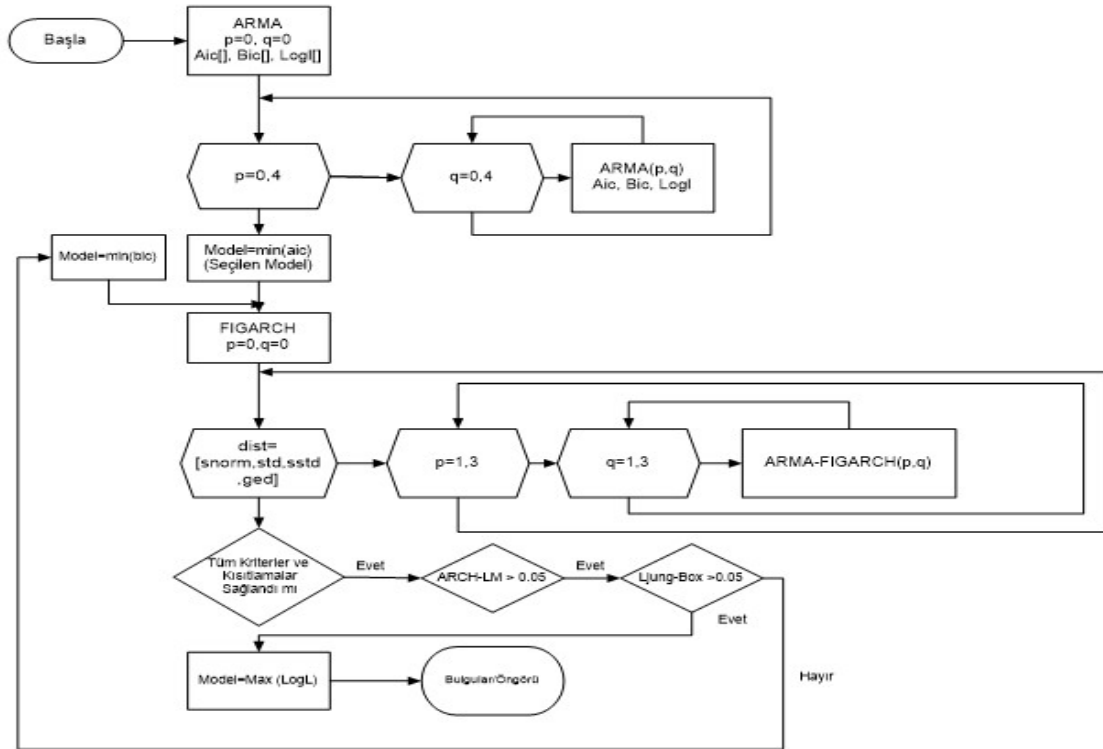 Başla
ARMA
p=0, q=0
Aic[], Bic[], Logl[]
p=0,4
q=0,4
ARMA(p,q)
Aic, Bic, Logl
Model=min(bic)
Model=min(aic)
(Seçilen Model)
FIGARCH
p=0,q=0
dist=
[snorm,std,sstd
,ged]
p=1,3
q=1,3
ARMA-FIGARCH(p,q)
Tüm Kriterler ve
Kısıtlamalar
Sağlandı mı
Evet
ARCH-LM > 0.05
Evet
Ljung-Box >0.05
Evet
Model=Max (LogL)
Bulgular/Öngörü
Hayır